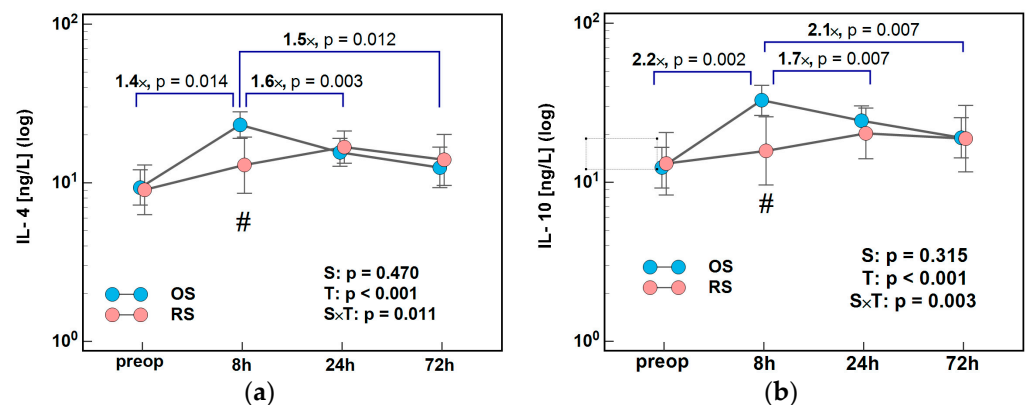 10²
1.5×, p = 0.012
1.4×, p = 0.014
1.6×, p = 0.003
IL- 4 [ng/L] (log)
10¹
#
OS
RS
S: p = 0.470
T: p < 0.001
S×T: p = 0.011
10⁰
preop
8h
24h
72h
(a)
10²
2.1×, p = 0.007
2.2×, p = 0.002
1.7×, p = 0.007
IL- 10 [ng/L] (log)
10¹
#
OS
RS
S: p = 0.315
T: p < 0.001
S×T: p = 0.003
10⁰
preop
8h
24h
72h
(b)